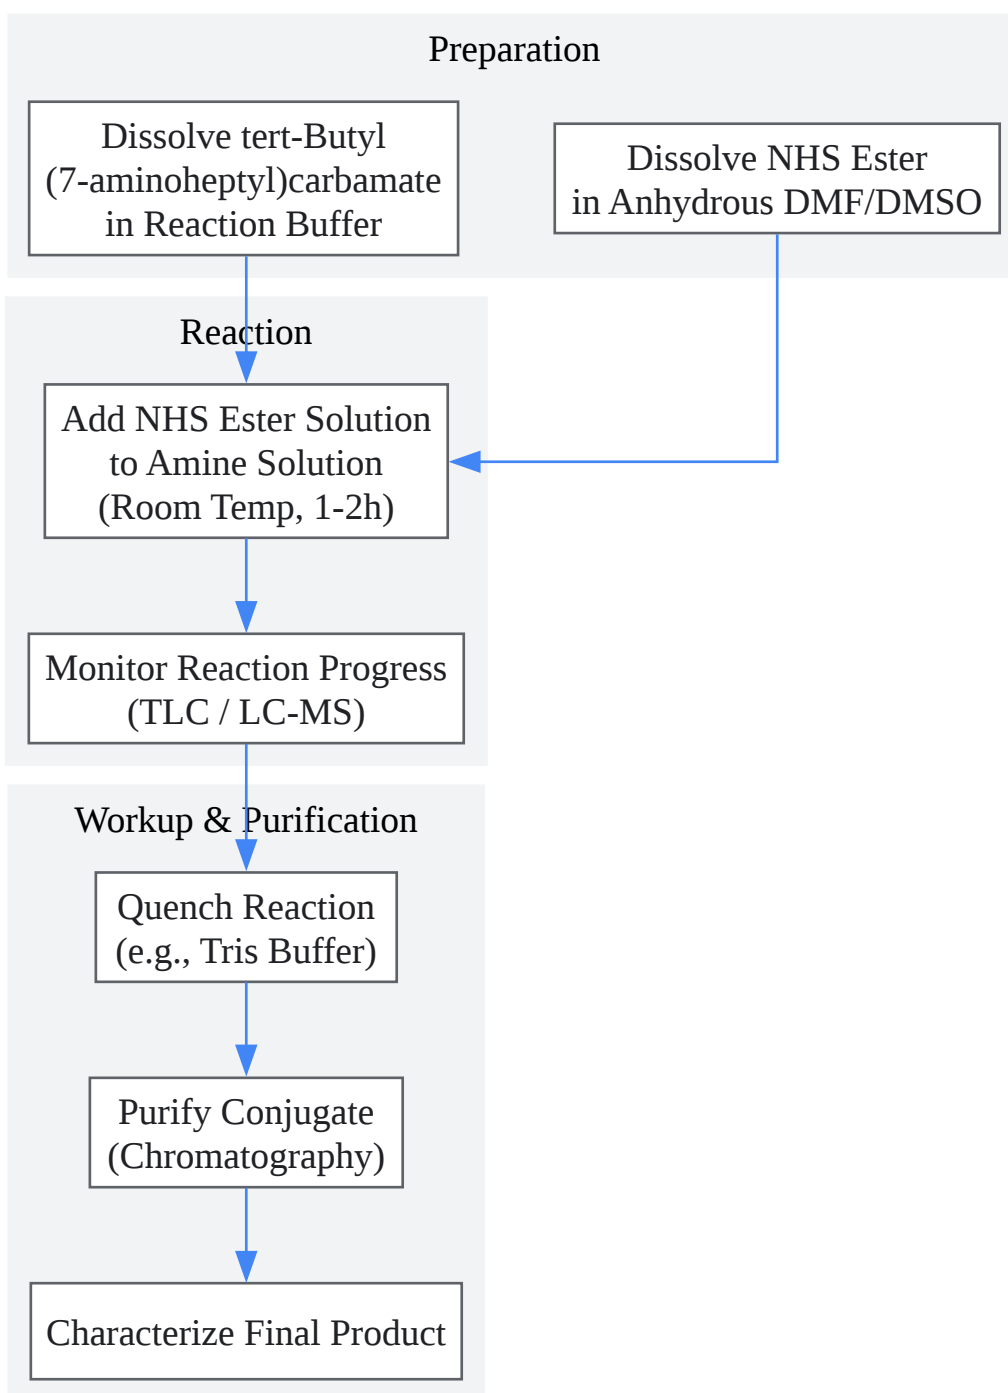 Preparation
Dissolve tert-Butyl
(7-aminoheptyl)carbamate
in Reaction Buffer
Dissolve NHS Ester
in Anhydrous DMF/DMSO
Reaction
Add NHS Ester Solution
to Amine Solution
(Room Temp, 1-2h)
Monitor Reaction Progress
(TLC / LC-MS)
Workup & Purification
Quench Reaction
(e.g., Tris Buffer)
Purify Conjugate
(Chromatography)
Characterize Final Product